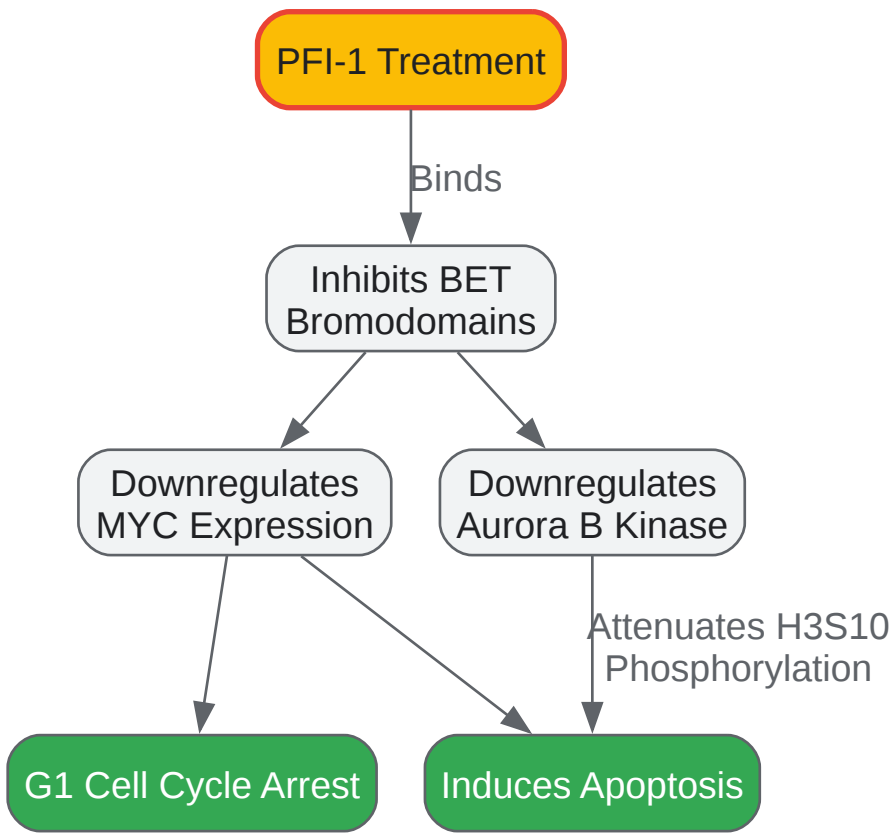 PFI-1 Treatment
Binds
Inhibits BET
Bromodomains
Downregulates
MYC Expression
Downregulates
Aurora B Kinase
Attenuates H3S10
Phosphorylation
G1 Cell Cycle Arrest
Induces Apoptosis